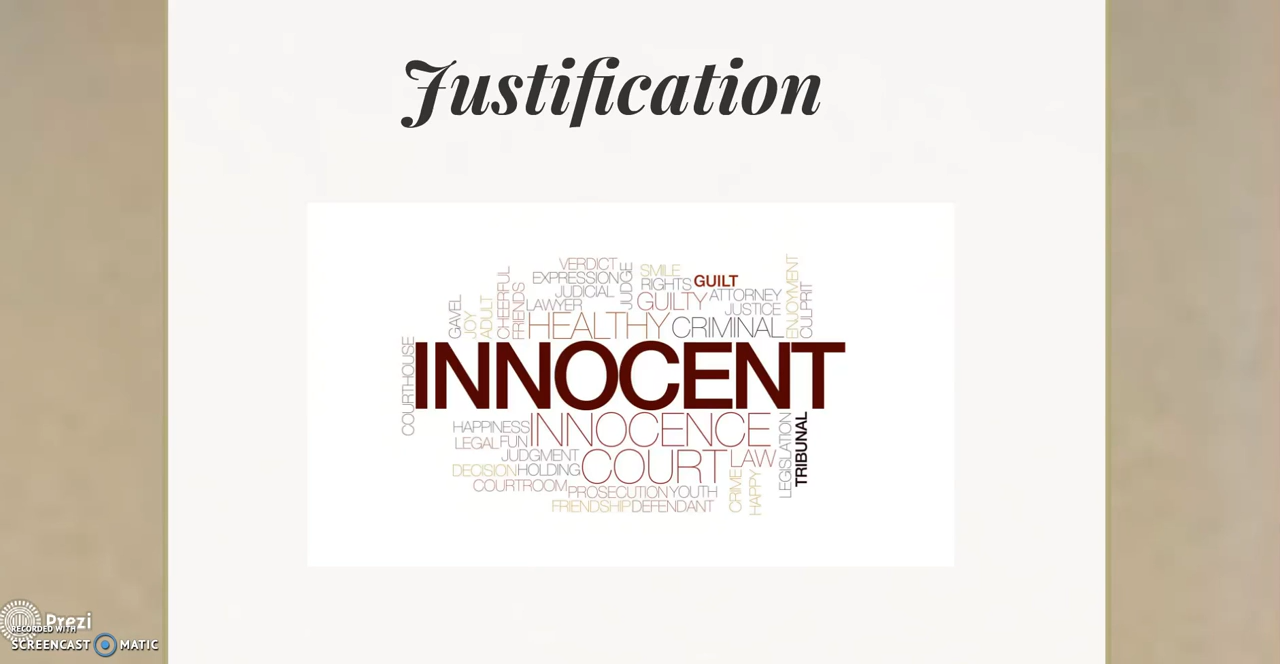 Justification
VERDICT
EXPRESSION
JUDICIAL
LAWYER
JUDGE
SMILE
RIGHTS
GUILT
GUILTY
ATTORNEY
JUSTICE
ENJOYMENT
CULPRIT
GAVEL
JOY
ADULT
CHEERFUL
FRIENDS
HEALTHY
CRIMINAL
COURTHOUSE
INNOCENT
HAPPINESS
INNOCENCE
LEGAL
FUN
JUDGMENT
DECISION
HOLDING
COURT
LAW
LEGISLATION
TRIBUNAL
COURTROOM
PROSECUTION
YOUTH
CRIME
HAPPY
FRIENDSHIP
DEFENDANT
Prezi
RECORDED WITH
SCREENCAST MATIC